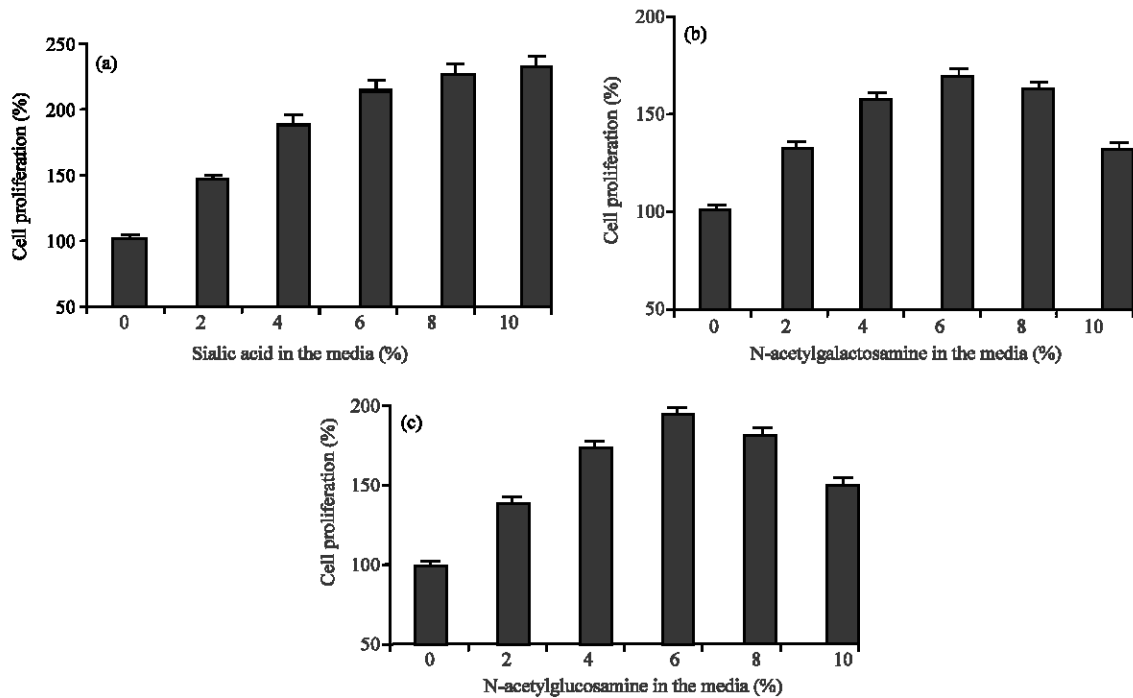 (a)
Cell proliferation (%)
250
200
150
100
50
0 2 4 6 8 10
Sialic acid in the media (%)
(b)
Cell proliferation (%)
200
150
100
50
0 2 4 6 8 10
N-acetylgalactosamine in the media (%)
(c)
Cell proliferation (%)
200
150
100
50
0 2 4 6 8 10
N-acetylglucosamine in the media (%)